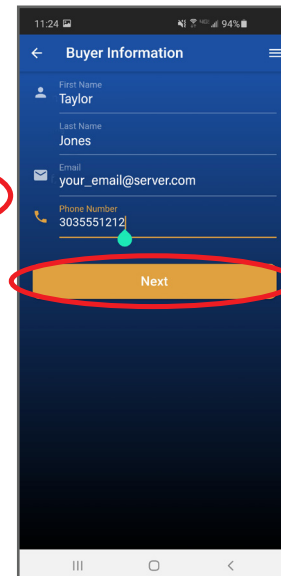 11:24 94%
Buyer Information
First Name
Taylor
Last Name
Jones
Email
your_email@server.com
Phone Number
3035551212
Next